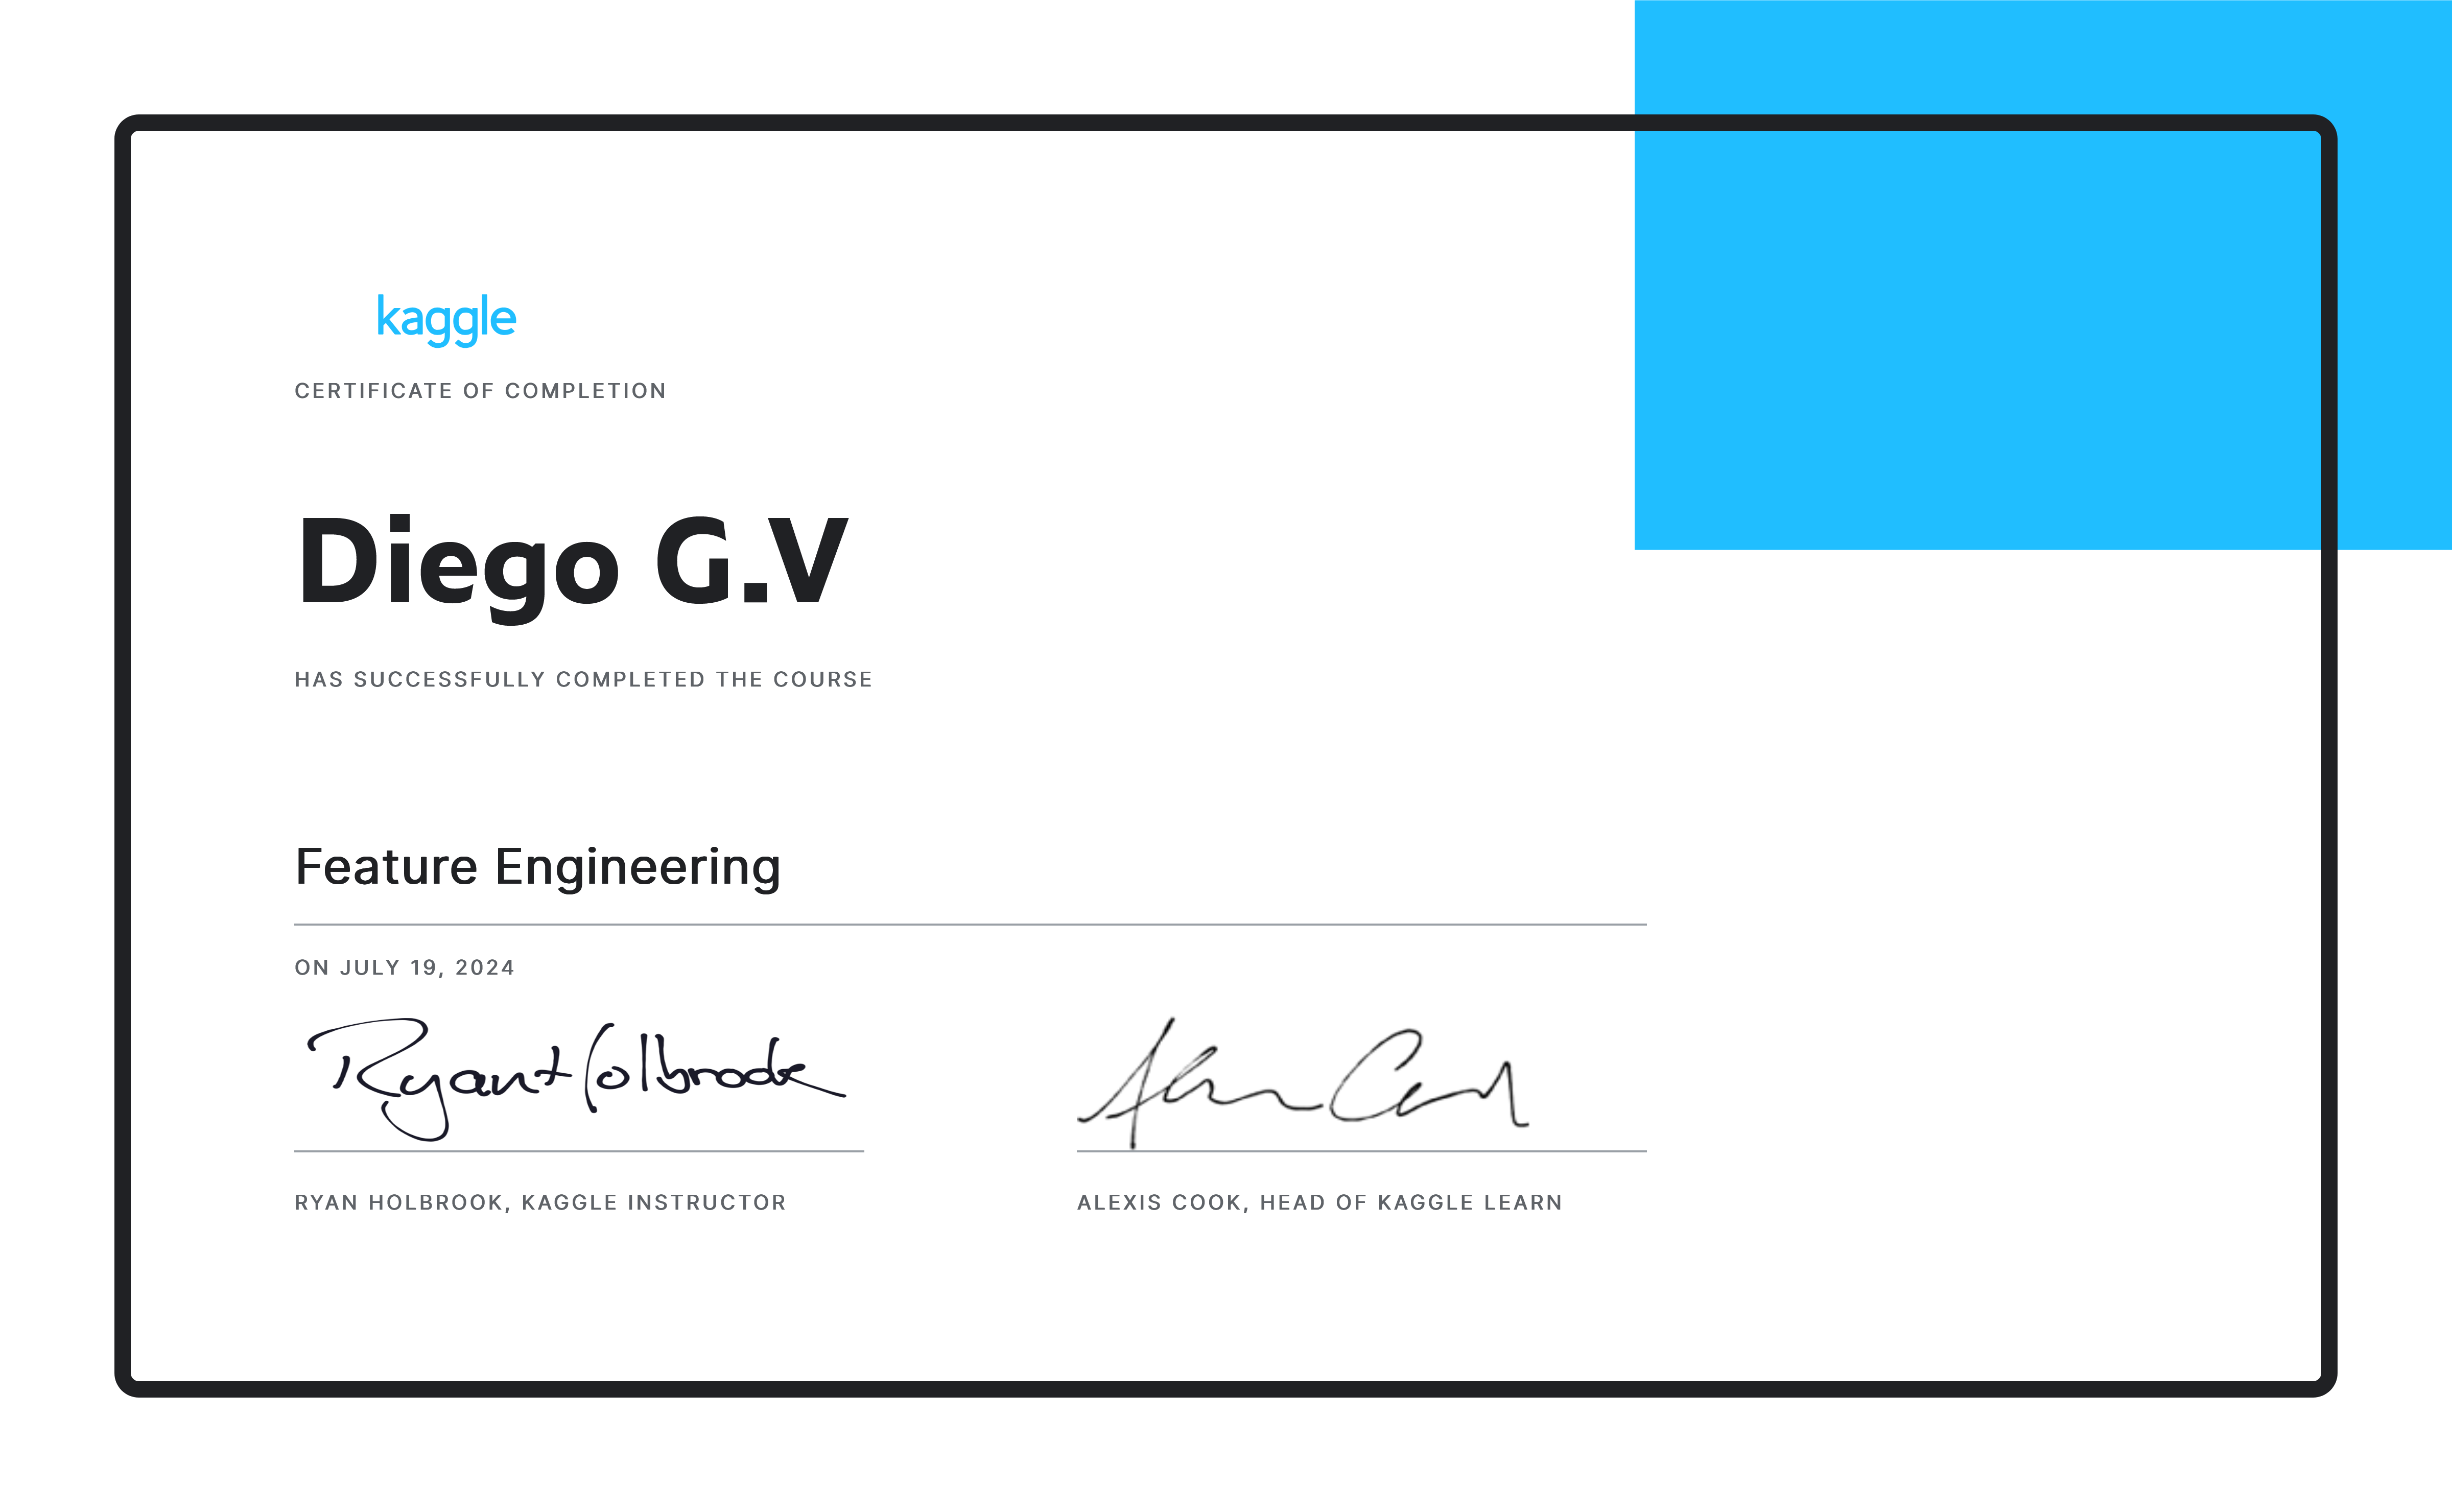 kaggle
CERTIFICATE OF COMPLETION
Diego G.V
HAS SUCCESSFULLY COMPLETED THE COURSE
Feature Engineering
ON JULY 19, 2024
Ryan Holbrook
Alexis Cook
RYAN HOLBROOK, KAGGLE INSTRUCTOR
ALEXIS COOK, HEAD OF KAGGLE LEARN